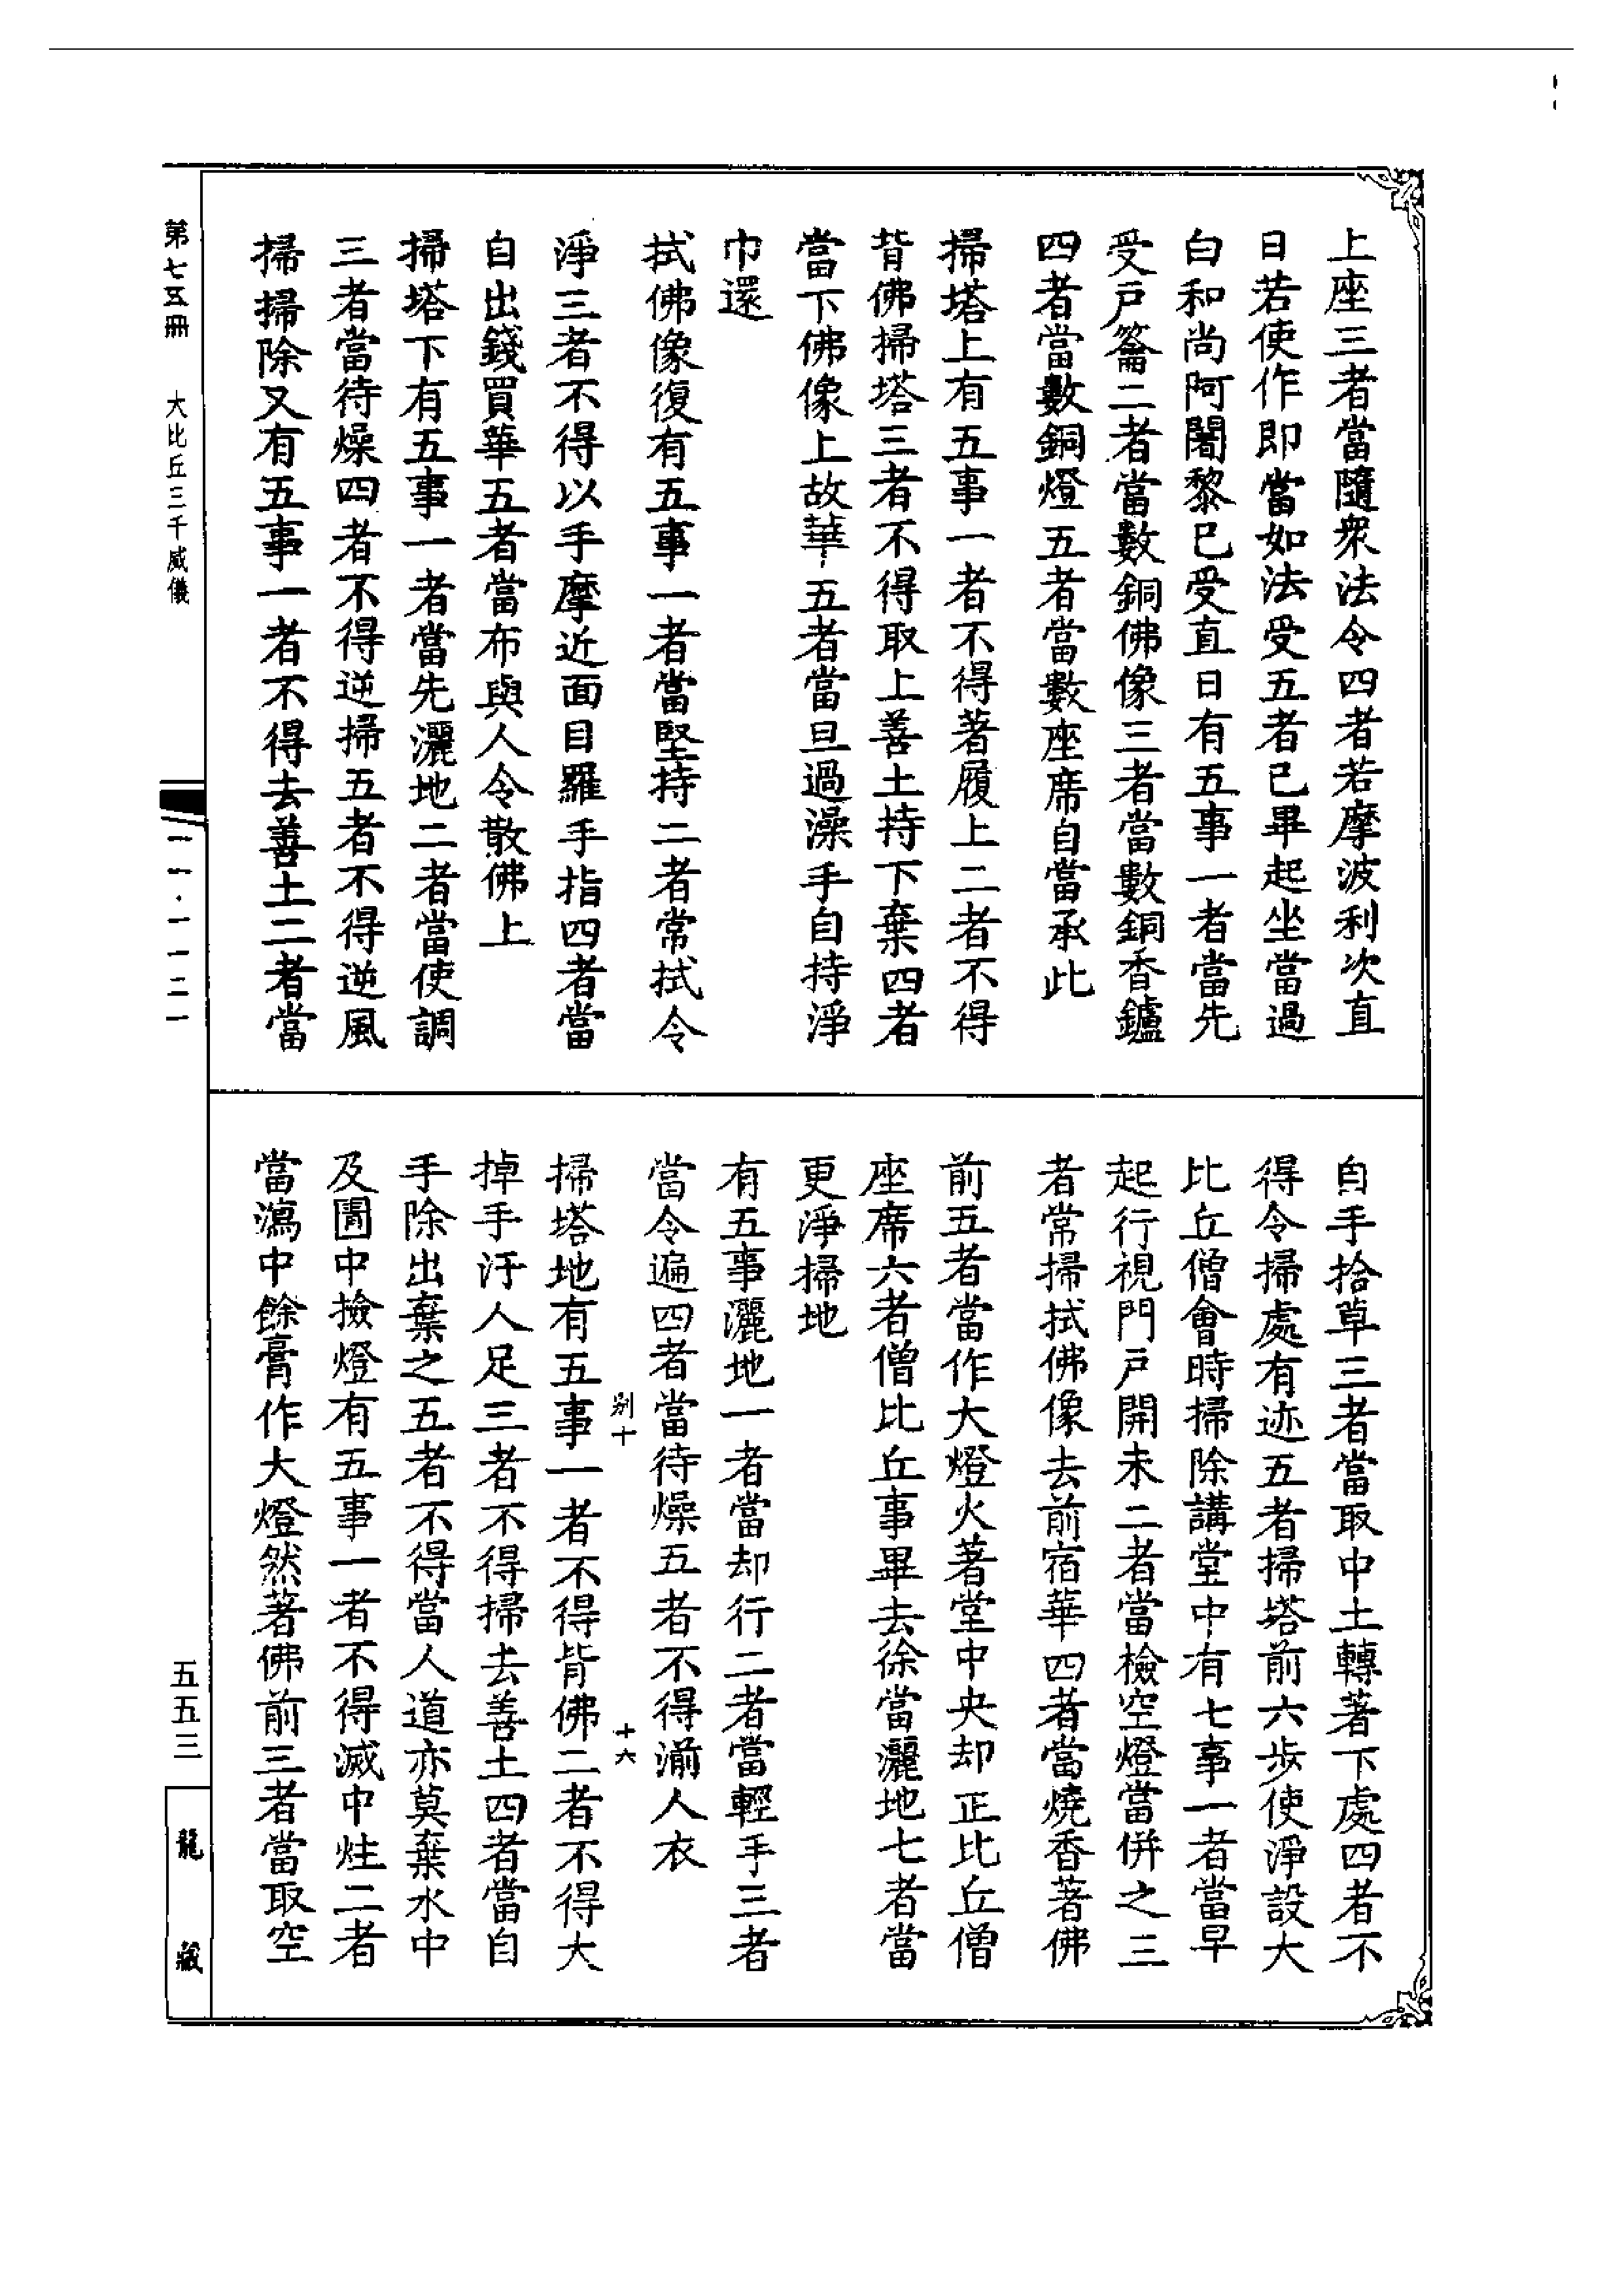 上座三者當隨眾法令四者若摩波利次直
日若使作即當如法受五者已畢起坐當過
白和尚阿闍黎已受直日有五事一者當先
受戶籥二者當數銅佛像三者當數銅香鑪
四者當數銅燈五者當數座席自當承此
掃塔上有五事一者不得著履上二者不得
背佛掃塔三者不得取上善土持下棄四者
當下佛像上故華五者當旦過澡手自持淨
巾還
拭佛像復有五事一者當堅持二者常拭令
淨三者不得以手摩近面目羅手指四者當
自出錢買華五者當布與人令散佛上
掃塔下有五事一者當先灑地二者當使調
三者當待燥四者不得逆掃五者不得逆風
掃掃除又有五事一者不得去善土二者當
自手拾草三者當取中土轉著下處四者不
得令掃處有迹五者掃塔前六步使淨設大
比丘僧會時掃除講堂中有七事一者當早
起行視門戶開未二者當檢空燈當併之三
者常掃拭佛像去前宿華四者當燒香著佛
前五者當作大燈火著堂中央却正比丘僧
座席六者僧比丘事畢去徐當灑地七者當
更淨掃地
有五事灑地一者當却行二者當輕手三者
當令遍四者當待燥五者不得湔人衣
別十 十六
掃塔地有五事一者不得背佛二者不得大
掉手汙人足三者不得掃去善土四者當自
手除出棄之五者不得當人道亦莫棄水中
及圊中撿燈有五事一者不得滅中炷二者
當瀉中餘膏作大燈然著佛前三者當取空
第七五冊 大比丘三千威儀
一一·一一二一
五五三
龍藏